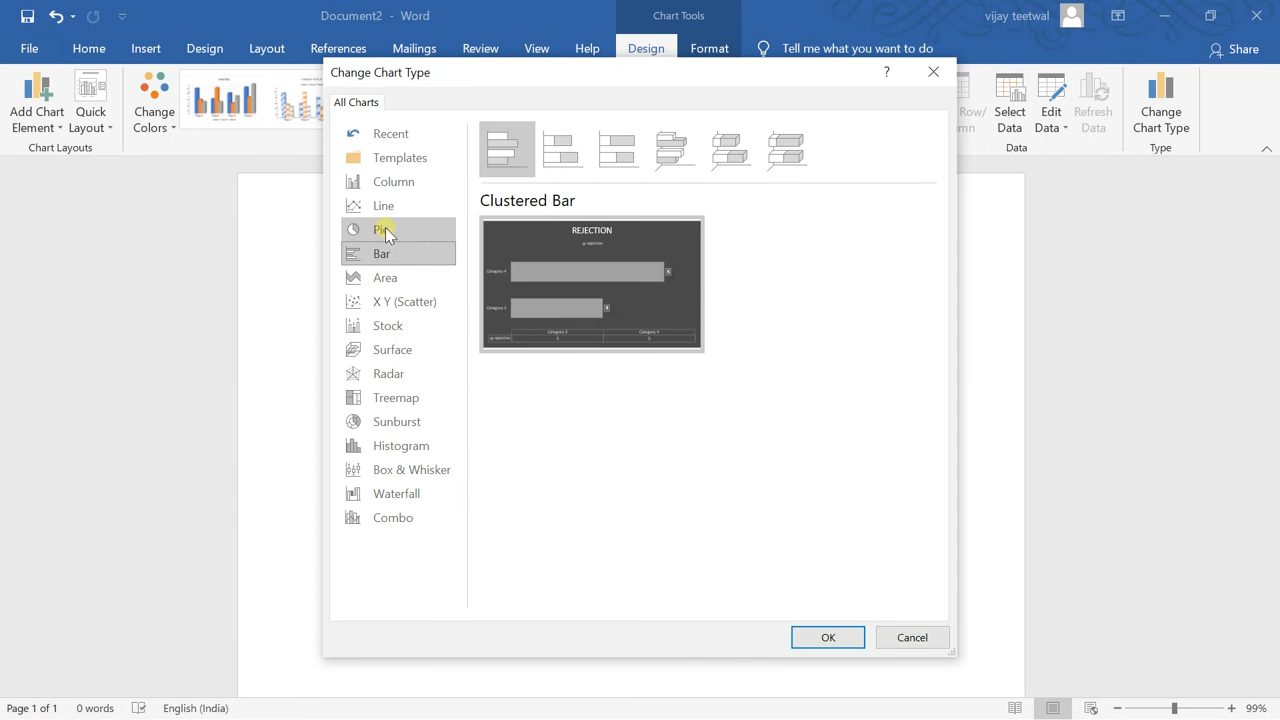 Document2 - Word
Chart Tools
vijay teetwal
File Home Insert Design Layout References Mailings Review View Help Design Format Tell me what you want to do Share
Add Chart Element
Quick Layout
Chart Layouts
Change Colors
Select Data
Edit Data
Refresh Data
Data
Change Chart Type
Type
Change Chart Type
?
All Charts
Recent
Templates
Column
Line
Bar
Area
X Y (Scatter)
Stock
Surface
Radar
Treemap
Sunburst
Histogram
Box & Whisker
Waterfall
Combo
Clustered Bar
REJECTION
rejection
Category 4
OK Cancel
Page 1 of 1 0 words English (India) 99%